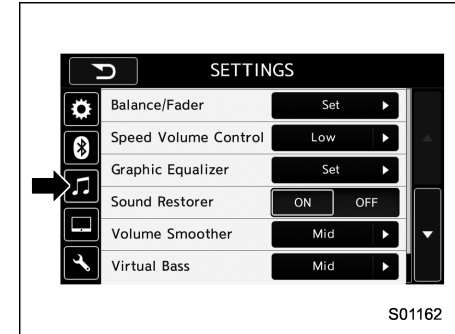 SETTINGS
Balance/Fader Set
Speed Volume Control Low
Graphic Equalizer Set
Sound Restorer ON OFF
Volume Smoother Mid
Virtual Bass Mid
S01162